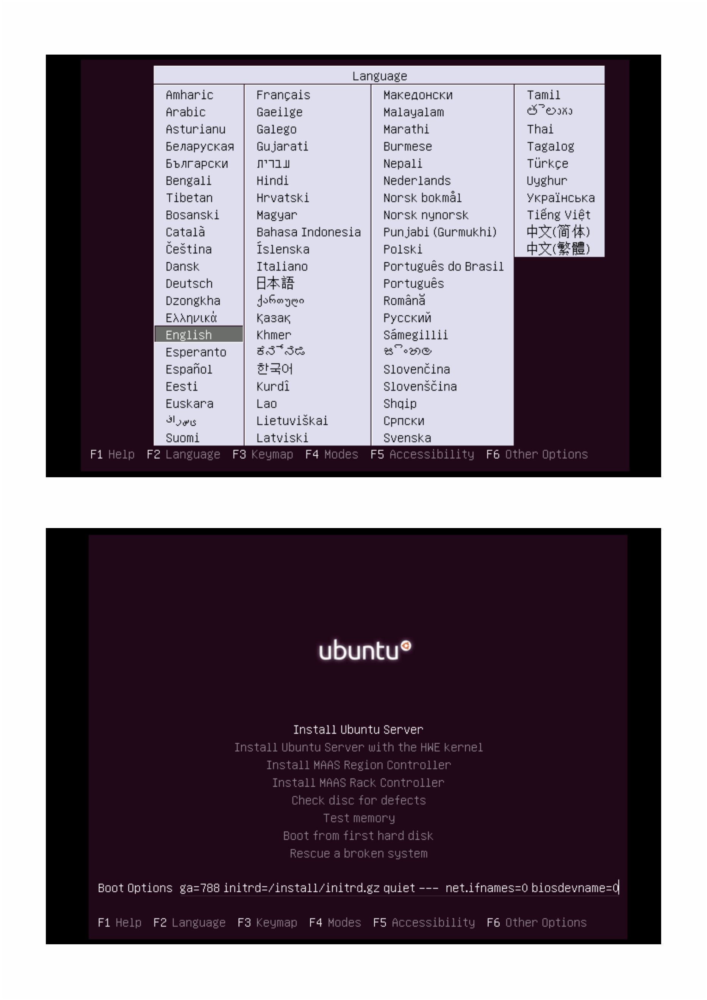 Language
Amharic
Arabic
Asturianu
Беларуская
Български
Bengali
Tibetan
Bosanski
Català
Čeština
Dansk
Deutsch
Dzongkha
Ελληνικά
English
Esperanto
Español
Eesti
Euskara
فارسی
Suomi
Français
Gaeilge
Galego
Gujarati
עברית
Hindi
Hrvatski
Magyar
Bahasa Indonesia
Íslenska
Italiano
日本語
ქართული
Қазақ
Khmer
ಕನ್ನಡ
한국어
Kurdî
Lao
Lietuviškai
Latviski
Македонски
Malayalam
Marathi
Burmese
Nepali
Nederlands
Norsk bokmål
Norsk nynorsk
Punjabi (Gurmukhi)
Polski
Português do Brasil
Português
Română
Русский
Sámegillii
සිංහල
Slovenčina
Slovenščina
Shqip
Српски
Svenska
Tamil
తెలుగు
Thai
Tagalog
Türkçe
Uyghur
Українська
Tiếng Việt
中文(简体)
中文(繁體)
F1 Help F2 Language F3 Keymap F4 Modes F5 Accessibility F6 Other Options
ubuntu
Install Ubuntu Server
Install Ubuntu Server with the HWE kernel
Install MAAS Region Controller
Install MAAS Rack Controller
Check disc for defects
Test memory
Boot from first hard disk
Rescue a broken system
Boot Options ga=788 initrd=/install/initrd.gz quiet --- net.ifnames=0 biosdevname=0
F1 Help F2 Language F3 Keymap F4 Modes F5 Accessibility F6 Other Options